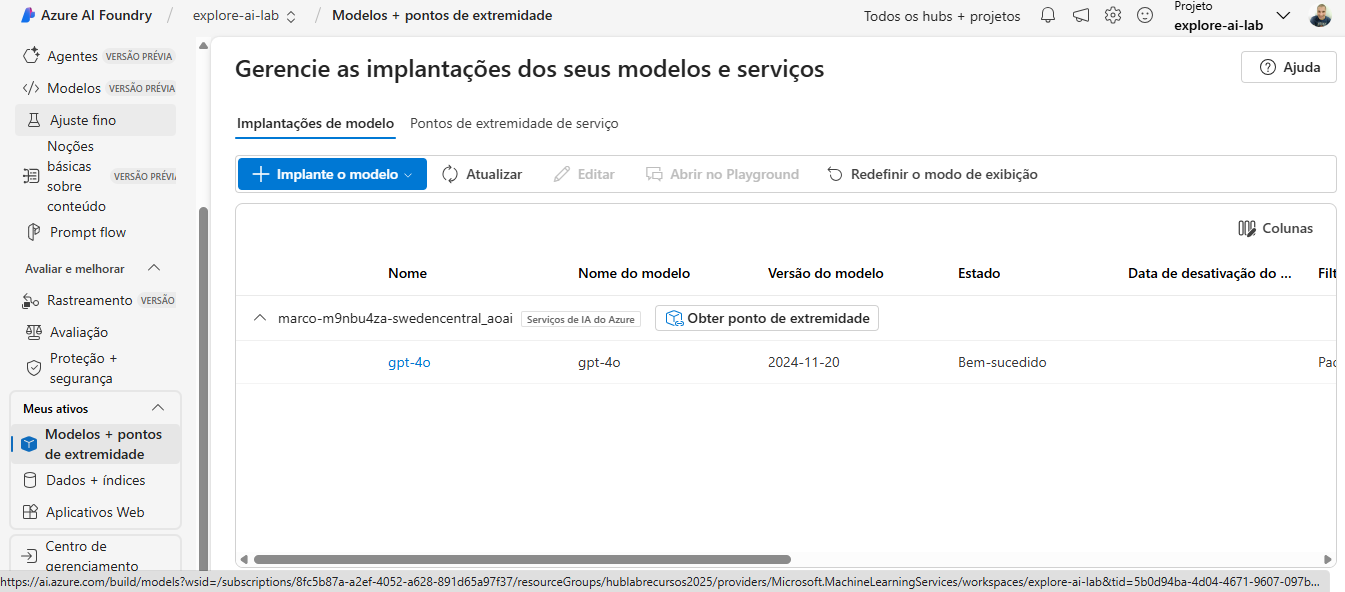 Azure AI Foundry / explore-ai-lab / Modelos + pontos de extremidade
Todos os hubs + projetos
Projeto
explore-ai-lab
Agentes VERSÃO PRÉVIA
Modelos VERSÃO PRÉVIA
Ajuste fino
Noções
básicas
sobre
conteúdo
VERSÃO PRÉVI
Prompt flow
Avaliar e melhorar
Rastreamento VERSÃO
Avaliação
Proteção +
segurança
Meus ativos
Modelos + pontos
de extremidade
Dados + índices
Aplicativos Web
Centro de
gerenciamento
Gerencie as implantações dos seus modelos e serviços
Ajuda
Implantações de modelo Pontos de extremidade de serviço
Implante o modelo Atualizar Editar Abrir no Playground Redefinir o modo de exibição
Colunas
Nome Nome do modelo Versão do modelo Estado Data de desativação do ... Filt
marco-m9nbu4za-swedencentral_aoai Serviços de IA do Azure Obter ponto de extremidade
gpt-4o gpt-4o 2024-11-20 Bem-sucedido Pac
https://ai.azure.com/build/models?wsid=/subscriptions/8fc5b87a-a2ef-4052-a628-891d65a97f37/resourceGroups/hublabrecursos2025/providers/Microsoft.MachineLearningServices/workspaces/explore-ai-lab&tid=5b0d94ba-4d04-4671-9607-097b...